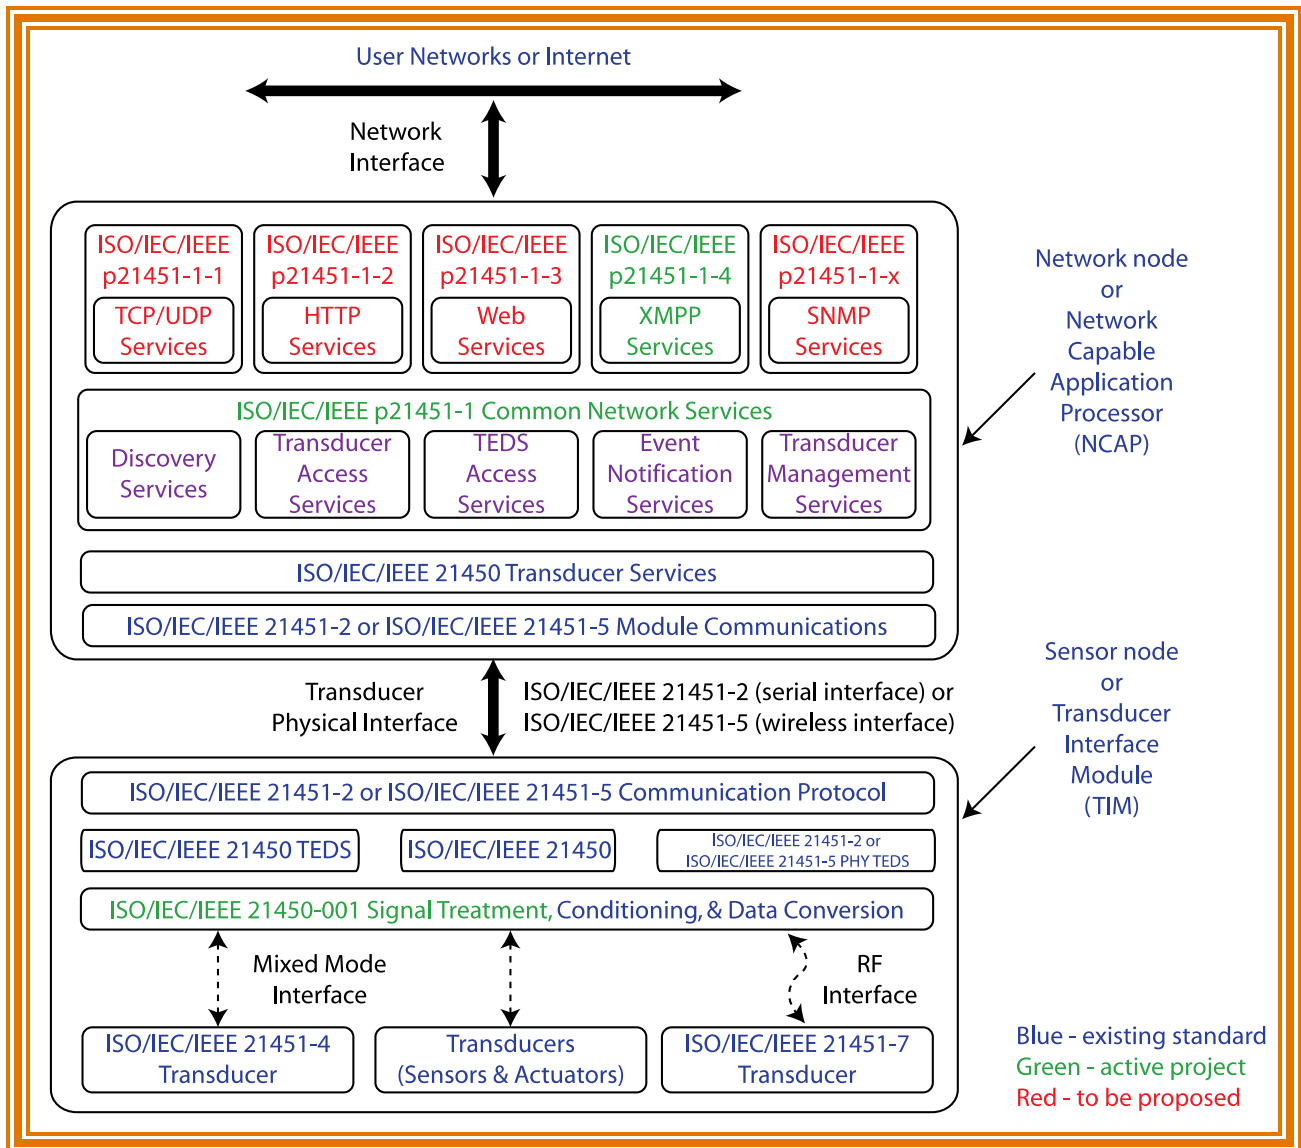 User Networks or Internet
Network
Interface
ISO/IEC/IEEE
p21451-1-1
TCP/UDP
Services
ISO/IEC/IEEE
p21451-1-2
HTTP
Services
ISO/IEC/IEEE
p21451-1-3
Web
Services
ISO/IEC/IEEE
p21451-1-4
XMPP
Services
ISO/IEC/IEEE
p21451-1-x
SNMP
Services
Network node
or
Network
Capable
Application
Processor
(NCAP)
ISO/IEC/IEEE p21451-1 Common Network Services
Discovery
Services
Transducer
Access
Services
TEDS
Access
Services
Event
Notification
Services
Transducer
Management
Services
ISO/IEC/IEEE 21450 Transducer Services
ISO/IEC/IEEE 21451-2 or ISO/IEC/IEEE 21451-5 Module Communications
Transducer
Physical Interface
ISO/IEC/IEEE 21451-2 (serial interface) or
ISO/IEC/IEEE 21451-5 (wireless interface)
Sensor node
or
Transducer
Interface
Module
(TIM)
ISO/IEC/IEEE 21451-2 or ISO/IEC/IEEE 21451-5 Communication Protocol
ISO/IEC/IEEE 21450 TEDS
ISO/IEC/IEEE 21450
ISO/IEC/IEEE 21451-2 or
ISO/IEC/IEEE 21451-5 PHY TEDS
ISO/IEC/IEEE 21450-001 Signal Treatment, Conditioning, & Data Conversion
Mixed Mode
Interface
RF
Interface
ISO/IEC/IEEE 21451-4
Transducer
Transducers
(Sensors & Actuators)
ISO/IEC/IEEE 21451-7
Transducer
Blue - existing standard
Green - active project
Red - to be proposed